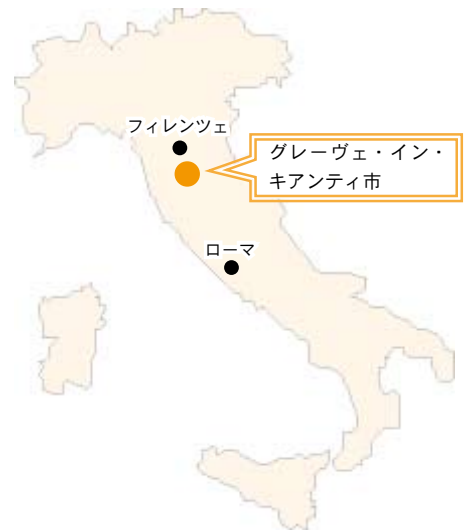 フィレンツェ
グレーヴェ・イン・
キアンティ市
ローマ